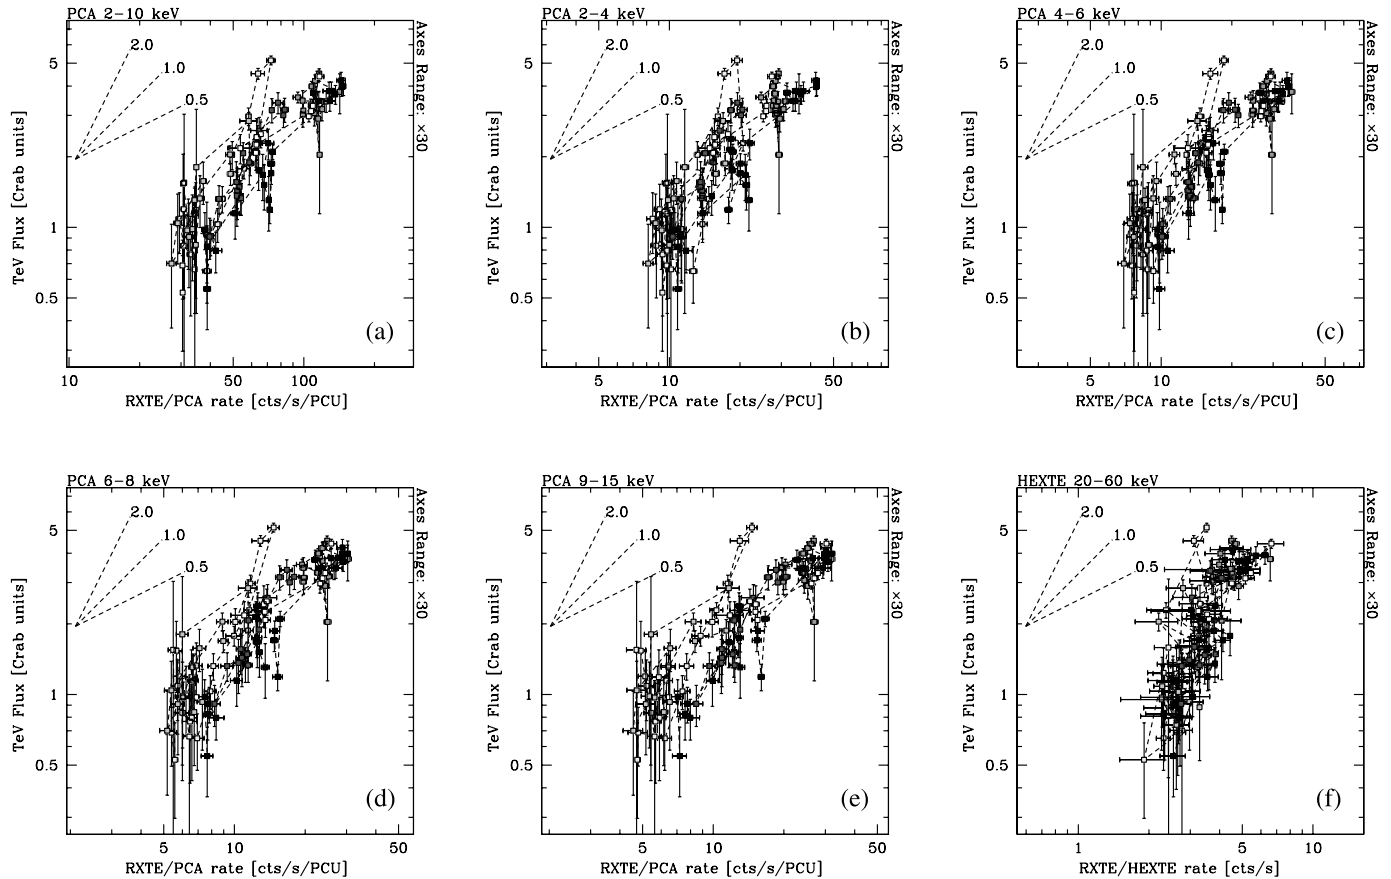 PCA 2−10 keV
2.0
1.0
0.5
5
1
0.5
TeV Flux [Crab units]
Axes Range: ×30
(a)
10 50 100
RXTE/PCA rate [cts/s/PCU]
PCA 2−4 keV
2.0
1.0
0.5
5
1
0.5
TeV Flux [Crab units]
Axes Range: ×30
(b)
5 10 50
RXTE/PCA rate [cts/s/PCU]
PCA 4−6 keV
2.0
1.0
0.5
5
1
0.5
TeV Flux [Crab units]
Axes Range: ×30
(c)
5 10 50
RXTE/PCA rate [cts/s/PCU]
PCA 6−8 keV
2.0
1.0
0.5
5
1
0.5
TeV Flux [Crab units]
Axes Range: ×30
(d)
5 10 50
RXTE/PCA rate [cts/s/PCU]
PCA 9−15 keV
2.0
1.0
0.5
5
1
0.5
TeV Flux [Crab units]
Axes Range: ×30
(e)
5 10 50
RXTE/PCA rate [cts/s/PCU]
HEXTE 20−60 keV
2.0
1.0
0.5
5
1
0.5
TeV Flux [Crab units]
Axes Range: ×30
(f)
1 5 10
RXTE/HEXTE rate [cts/s]